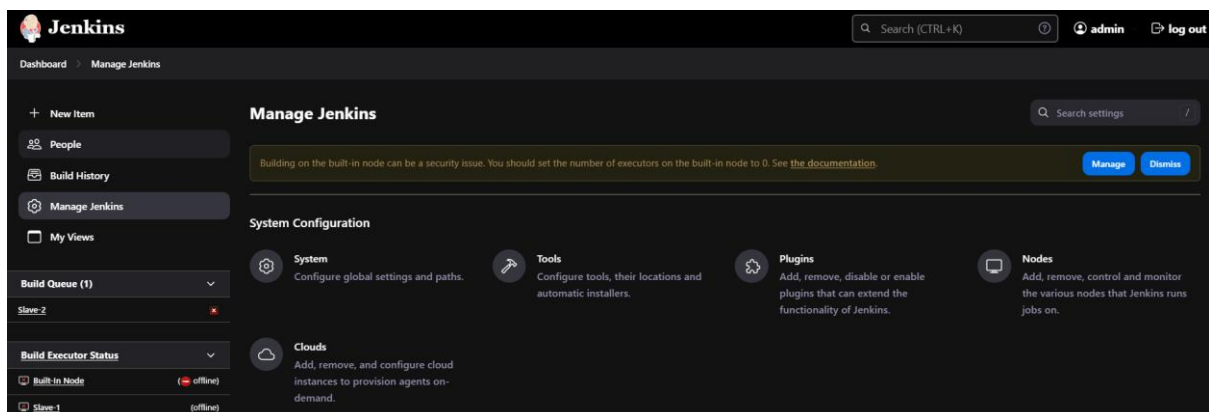 Jenkins
Search (CTRL+K)
admin
log out
Dashboard > Manage Jenkins
New Item
People
Build History
Manage Jenkins
My Views
Build Queue (1)
Slave-2
Build Executor Status
Built-In Node (offline)
Slave-1 (offline)
Manage Jenkins
Search settings /
Building on the built-in node can be a security issue. You should set the number of executors on the built-in node to 0. See the documentation.
Manage
Dismiss
System Configuration
System
Configure global settings and paths.
Tools
Configure tools, their locations and
automatic installers.
Plugins
Add, remove, disable or enable
plugins that can extend the
functionality of Jenkins.
Nodes
Add, remove, control and monitor
the various nodes that Jenkins runs
jobs on.
Clouds
Add, remove, and configure cloud
instances to provision agents on-
demand.